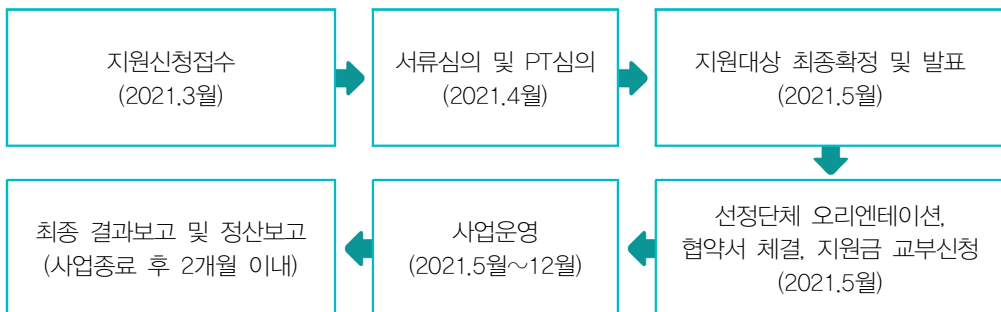 지원신청접수
(2021.3월)
서류심의 및 PT심의
(2021.4월)
지원대상 최종확정 및 발표
(2021.5월)
선정단체 오리엔테이션,
협약서 체결, 지원금 교부신청
(2021.5월)
사업운영
(2021.5월~12월)
최종 결과보고 및 정산보고
(사업종료 후 2개월 이내)